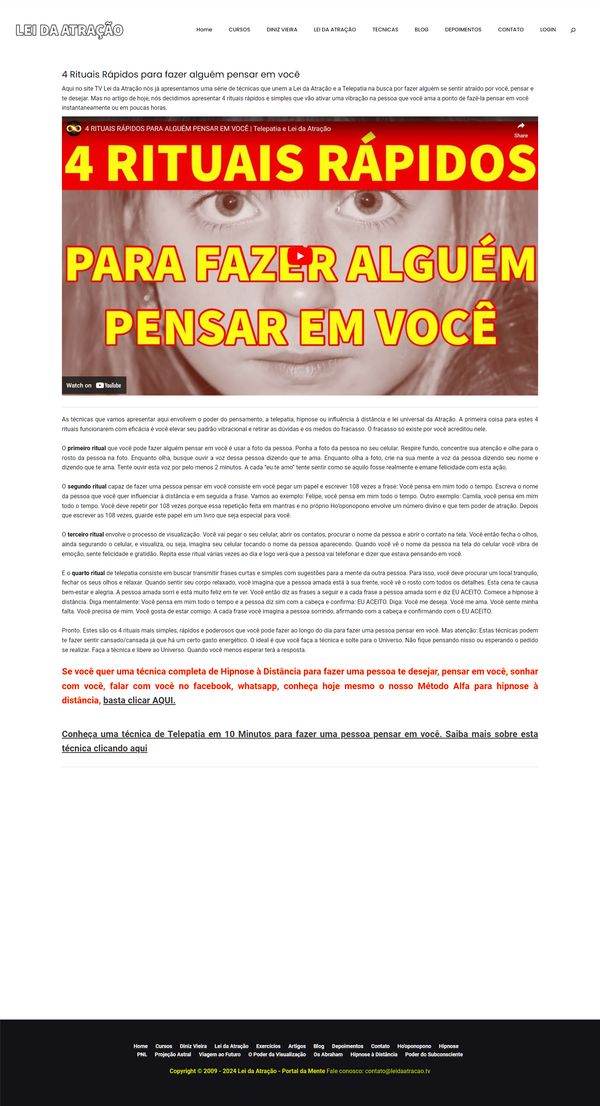 LEI DA ATRAÇÃO
Home CURSOS DINIZ VIEIRA LEI DA ATRAÇÃO TECNICAS BLOG DEPOIMENTOS CONTATO LOGIN
4 Rituais Rápidos para fazer alguém pensar em você
Aqui no site TV Lei da Atração nós já apresentamos uma série de técnicas que unem a Lei da Atração e a Telepatia na busca por fazer alguém se sentir atraído por você, pensar e
te desejar. Mas no artigo de hoje, nós decidimos apresentar 4 rituais rápidos e simples que vão ativar uma vibração na pessoa que você ama a ponto de fazê-la pensar em você
instantaneamente ou em poucas horas.
4 RITUAIS RÁPIDOS PARA ALGUÉM PENSAR EM VOCÊ | Telepatia e Lei da Atração
Share
4 RITUAIS RÁPIDOS
PARA FAZER ALGUÉM
PENSAR EM VOCÊ
Watch on YouTube
As técnicas que vamos apresentar aqui envolvem o poder do pensamento, a telepatia, hipnose ou influência à distância e lei universal da Atração. A primeira coisa para estes 4
rituais funcionarem com eficácia é você elevar seu padrão vibracional e retirar as dúvidas e os medos do fracasso. O fracasso só existe por você acreditou nele.
O primeiro ritual que você pode fazer alguém pensar em você é usar a foto da pessoa. Ponha a foto da pessoa no seu celular. Respire fundo, concentre sua atenção e olhe para o
rosto da pessoa na foto. Enquanto olha, busque ouvir a voz dessa pessoa dizendo que te ama. Enquanto olha a foto, crie na sua mente a voz da pessoa dizendo seu nome e
dizendo que te ama. Tente ouvir esta voz por pelo menos 2 minutos. A cada "eu te amo" tente sentir como se aquilo fosse realmente e emane felicidade com esta ação.
O segundo ritual capaz de fazer uma pessoa pensar em você consiste em você pegar um papel e escrever 108 vezes a frase: Você pensa em mim todo o tempo. Escreva o nome
da pessoa que você quer influenciar à distância e em seguida a frase. Vamos ao exemplo: Felipe, você pensa em mim todo o tempo. Outro exemplo: Camila, você pensa em mim
todo o tempo. Você deve repetir por 108 vezes porque essa repetição feita em mantras e no próprio Ho'oponopono envolve um número divino e que tem poder de atração. Depois
que escrever as 108 vezes, guarde este papel em um livro que seja especial para você.
O terceiro ritual envolve o processo de visualização. Você vai pegar o seu celular, abrir os contatos, procurar o nome da pessoa e abrir o contato na tela. Você então fecha o olhos,
ainda segurando o celular, e visualiza, ou seja, imagina seu celular tocando o nome da pessoa aparecendo. Quando você vê o nome da pessoa na tela do celular você vibra de
emoção, sente felicidade e gratidão. Repita esse ritual várias vezes ao dia e logo verá que a pessoa vai telefonar e dizer que estava pensando em você.
E o quarto ritual de telepatia consiste em buscar transmitir frases curtas e simples com sugestões para a mente da outra pessoa. Para isso, você deve procurar um local tranquilo,
fechar os seus olhos e relaxar. Quando sentir seu corpo relaxado, você imagina que a pessoa amada está à sua frente, você vê o rosto com todos os detalhes. Esta cena te causa
bem-estar e alegria. A pessoa amada sorri e está muito feliz em te ver. Você então diz as frases a seguir e a cada frase a pessoa amada sorri e diz EU ACEITO. Comece a hipnose à
distância. Diga mentalmente: Você pensa em mim todo o tempo e a pessoa diz sim com a cabeça e confirma: EU ACEITO. Diga: Você me deseja. Você me ama. Você sente minha
falta. Você precisa de mim. Você gosta de estar comigo. A cada frase você imagina a pessoa sorrindo, afirmando com a cabeça e confirmando com o EU ACEITO.
Pronto. Estes são os 4 rituais mais simples, rápidos e poderosos que você pode fazer ao longo do dia para fazer uma pessoa pensar em você. Mas atenção: Estas técnicas podem
te fazer sentir cansado/cansada já que há um certo gasto energético. O ideal é que você faça a técnica e solte para o Universo. Não fique pensando nisso ou esperando o pedido
se realizar. Faça a técnica e libere ao Universo. Quando você menos esperar terá a resposta.
Se você quer uma técnica completa de Hipnose à Distância para fazer uma pessoa te desejar, pensar em você, sonhar
com você, falar com você no facebook, whatsapp, conheça hoje mesmo o nosso Método Alfa para hipnose à
distância, basta clicar AQUI.
Conheça uma técnica de Telepatia em 10 Minutos para fazer uma pessoa pensar em você. Saiba mais sobre esta
técnica clicando aqui
Home Cursos Diniz Vieira Lei da Atração Exercícios Artigos Blog Depoimentos Contato Ho'oponopono Hipnose
PNL Projeção Astral Viagem ao Futuro O Poder da Visualização Os Abraham Hipnose à Distância Poder do Subconsciente
Copyright © 2009 - 2024 Lei da Atração - Portal da Mente Fale conosco: contato@leidaatracao.tv